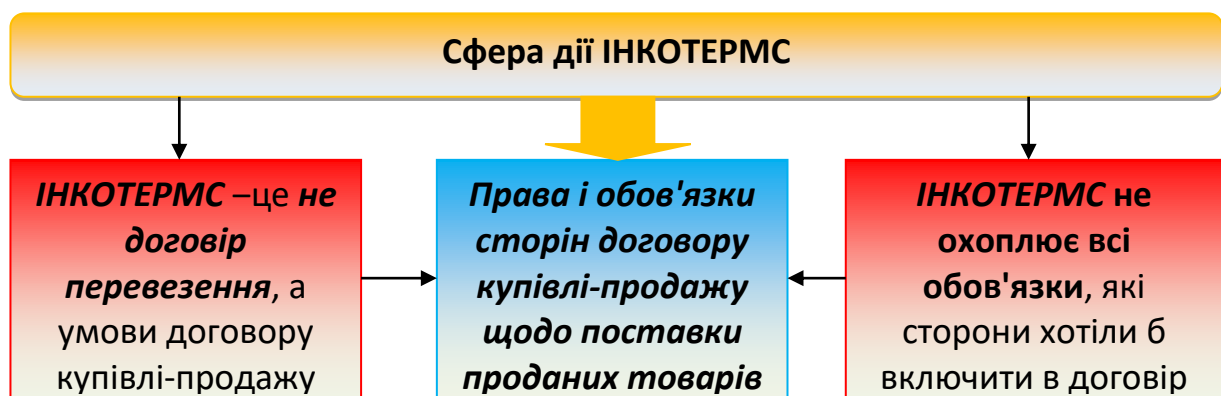 Сфера дії ІНКОТЕРМС
ІНКОТЕРМС –це не
договір
перевезення, а
умови договору
купівлі-продажу
Права і обов'язки
сторін договору
купівлі-продажу
щодо поставки
проданих товарів
ІНКОТЕРМС не
охоплює всі
обов'язки, які
сторони хотіли б
включити в договір